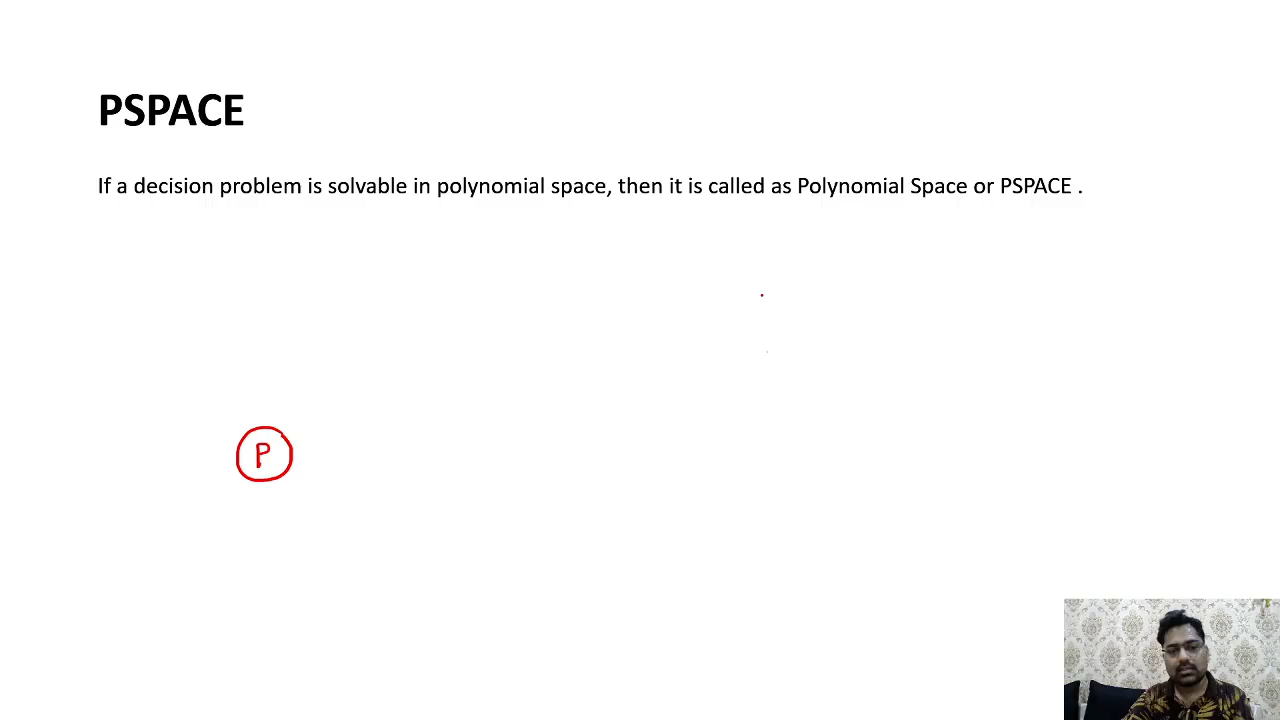 PSPACE
If a decision problem is solvable in polynomial space, then it is called as Polynomial Space or PSPACE .
P